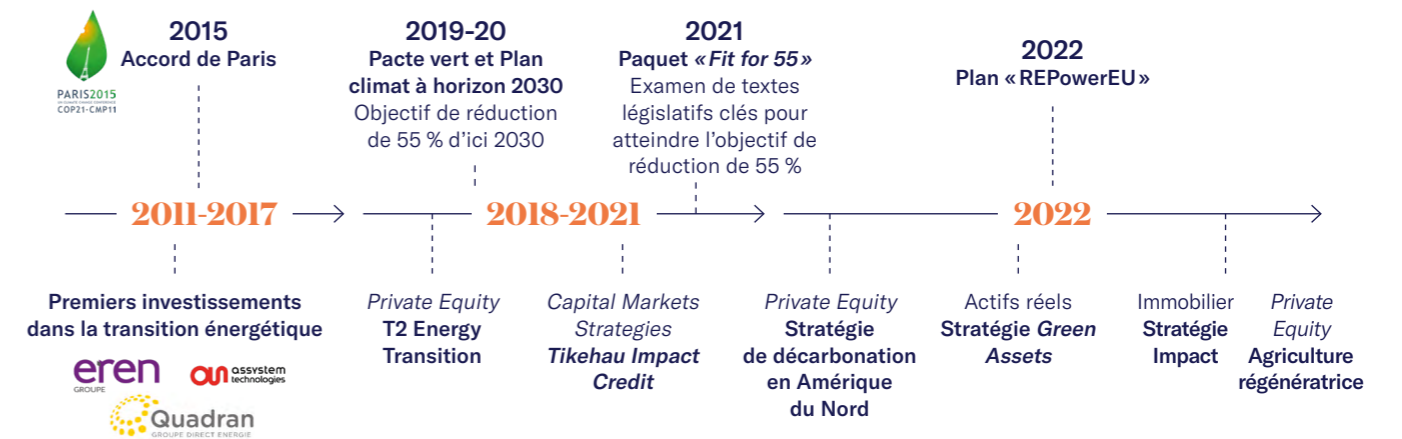 2015
Accord de Paris
PARIS2015
UN CLIMATE CHANGE CONFERENCE
COP21·CMP11
2019-20
Pacte vert et Plan
climat à horizon 2030
Objectif de réduction
de 55 % d’ici 2030
2021
Paquet « Fit for 55 »
Examen de textes
législatifs clés pour
atteindre l’objectif de
réduction de 55 %
2022
Plan « REPowerEU »
2011-2017
2018-2021
2022
Premiers investissements
dans la transition énergétique
eren
GROUPE
assystem
technologies
Quadran
GROUPE DIRECT ENERGIE
Private Equity
T2 Energy
Transition
Capital Markets
Strategies
Tikehau Impact
Credit
Private Equity
Stratégie
de décarbonation
en Amérique
du Nord
Actifs réels
Stratégie Green
Assets
Immobilier
Stratégie
Impact
Private
Equity
Agriculture
régénératrice